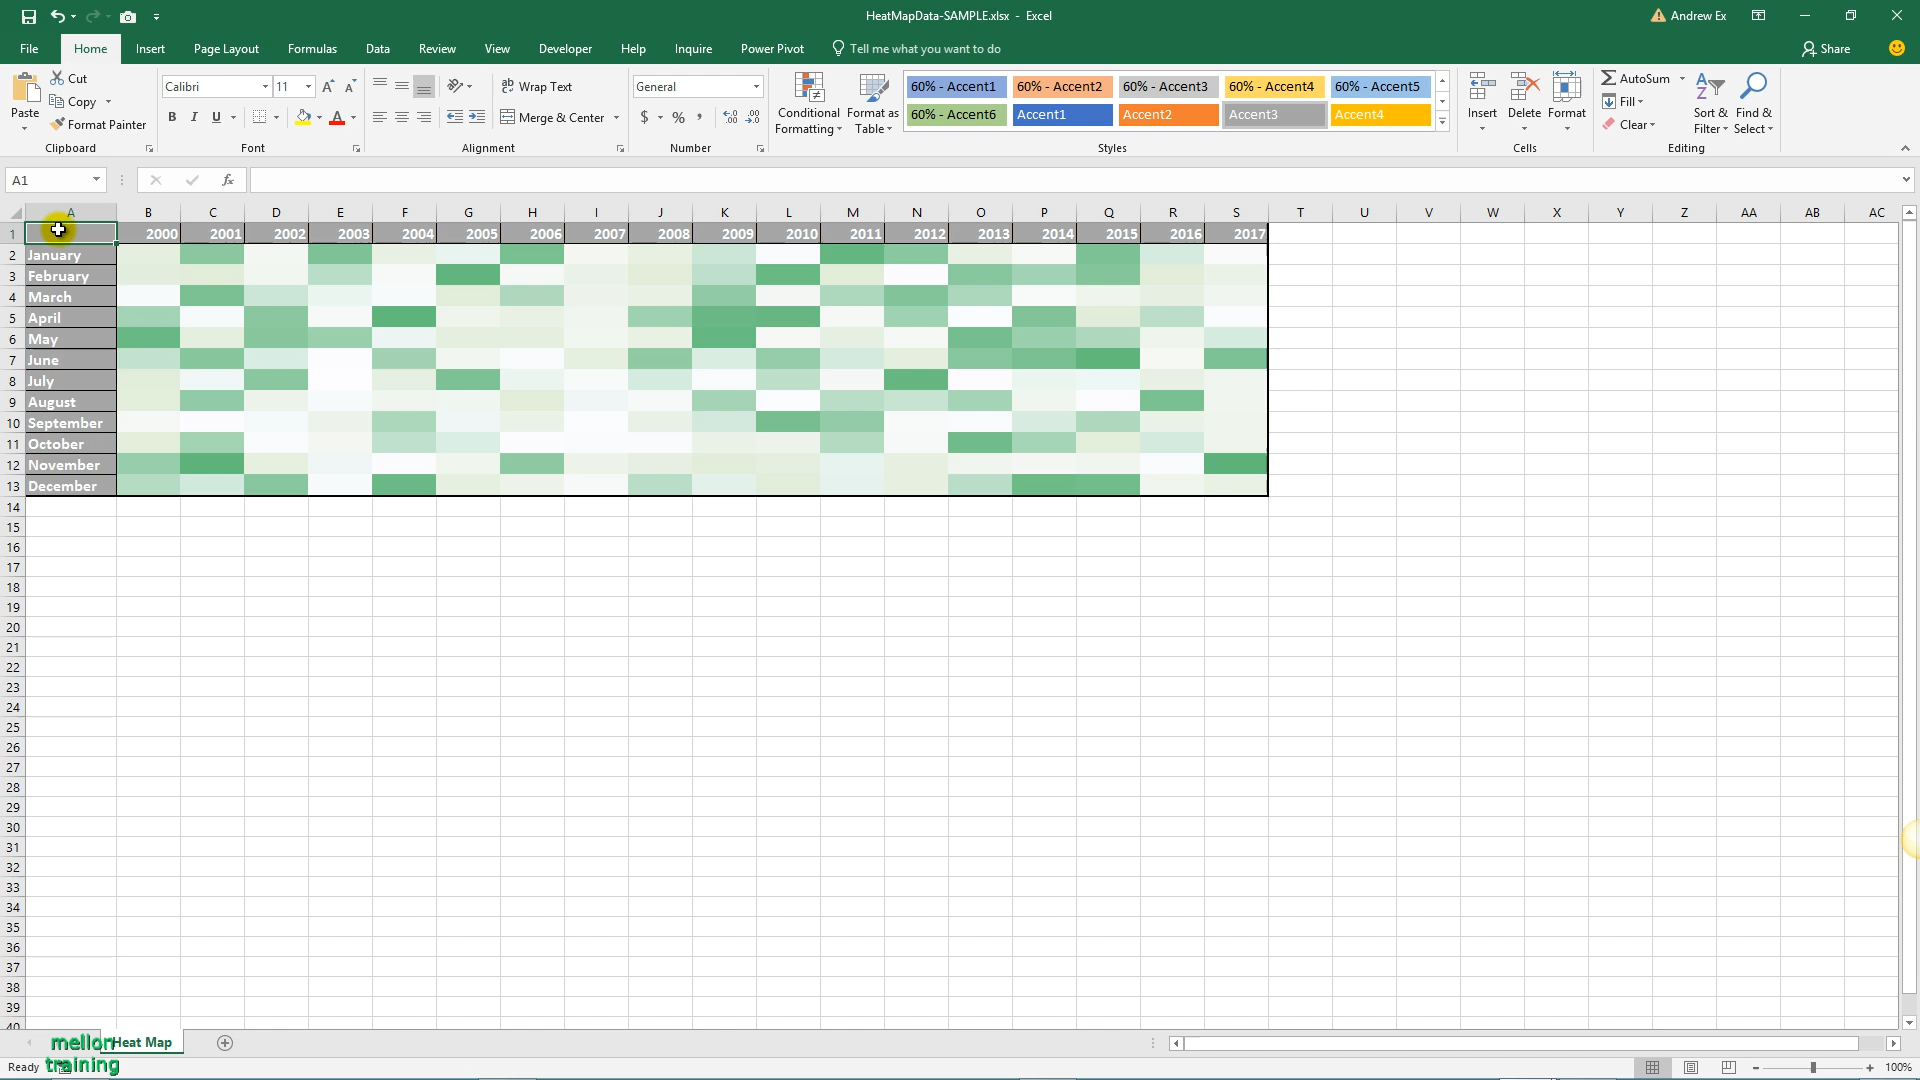 HeatMapData-SAMPLE.xlsx - Excel
Andrew Ex
File Home Insert Page Layout Formulas Data Review View Developer Help Inquire Power Pivot Tell me what you want to do Share
Paste
Cut
Copy
Format Painter
Clipboard
Calibri 11
B I U
Font
Wrap Text
Merge & Center
Alignment
General
$ % ,
Number
Conditional Formatting
Format as Table
60% - Accent1 60% - Accent2 60% - Accent3 60% - Accent4 60% - Accent5
60% - Accent6 Accent1 Accent2 Accent3 Accent4
Styles
Insert Delete Format
Cells
AutoSum
Fill
Clear
Sort & Filter
Find & Select
Editing
A1 fx
A B C D E F G H I J K L M N O P Q R S T U V W X Y Z AA AB AC
1 2000 2001 2002 2003 2004 2005 2006 2007 2008 2009 2010 2011 2012 2013 2014 2015 2016 2017
2 January
3 February
4 March
5 April
6 May
7 June
8 July
9 August
10 September
11 October
12 November
13 December
14
15
16
17
18
19
20
21
22
23
24
25
26
27
28
29
30
31
32
33
34
35
36
37
38
39
40
Heat Map
mellon
training
Ready
100%